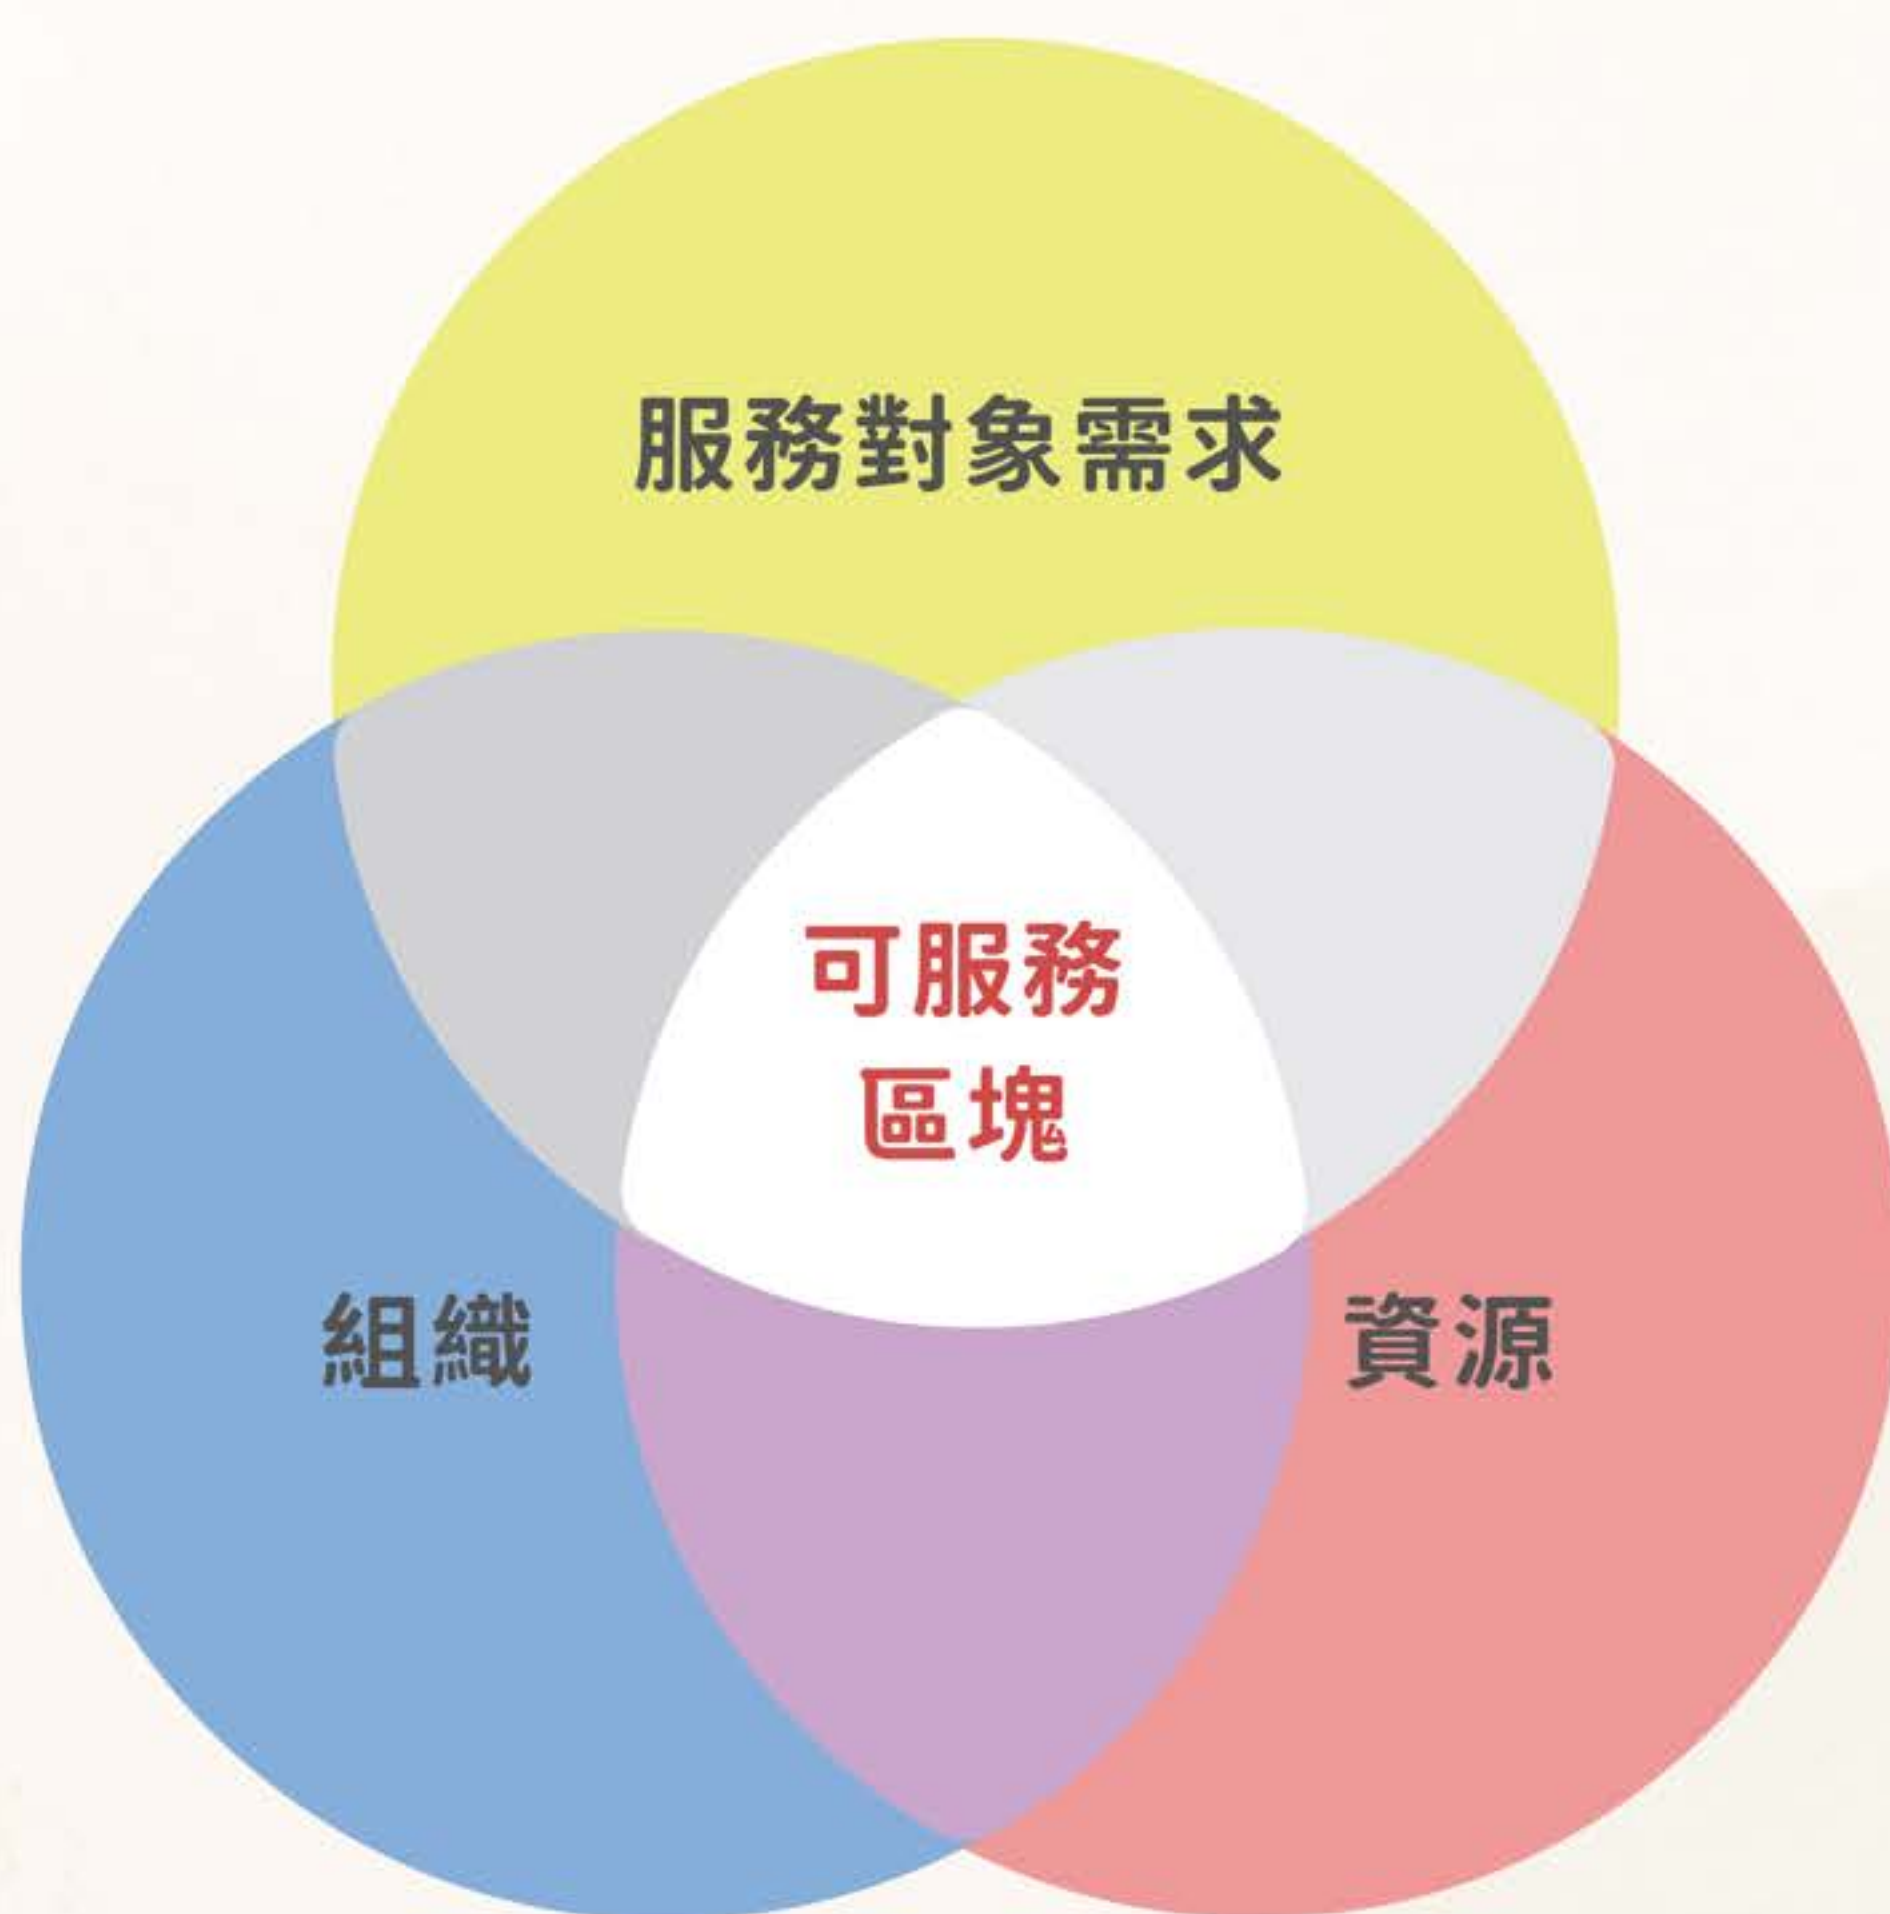 服務對象需求
可服務
區塊
組織
資源